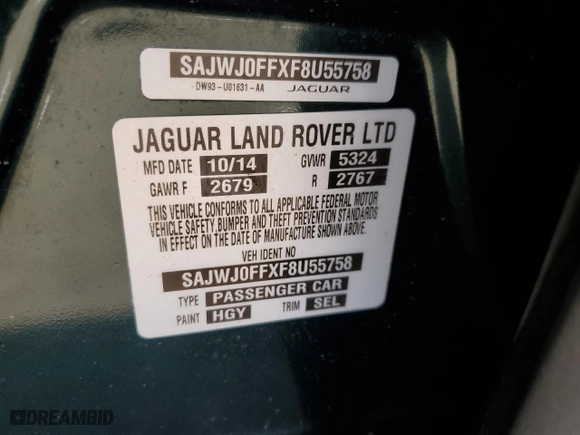 SAJWJ0FFXF8U55758
DW93-U01631-AA JAGUAR
JAGUAR LAND ROVER LTD
MFD DATE 10/14 GVWR 5324
GAWR F 2679 R 2767
THIS VEHICLE CONFORMS TO ALL APPLICABLE FEDERAL MOTOR
VEHICLE SAFETY,BUMPER AND THEFT PREVENTION STANDARDS
IN EFFECT ON THE DATE OF MANUFACTURE SHOWN ABOVE.
VEH IDENT NO
SAJWJ0FFXF8U55758
TYPE PASSENGER CAR
PAINT HGY TRIM SEL
DREAMBID